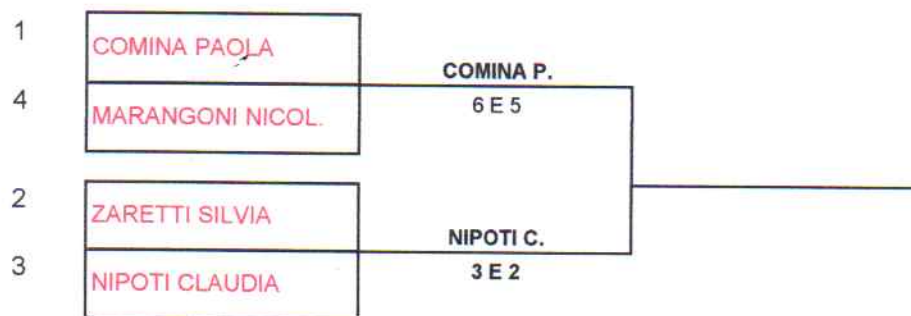 1
COMINA PAOLA
COMINA P.
4
MARANGONI NICOL.
6 E 5
2
ZARETTI SILVIA
NIPOTI C.
3
NIPOTI CLAUDIA
3 E 2